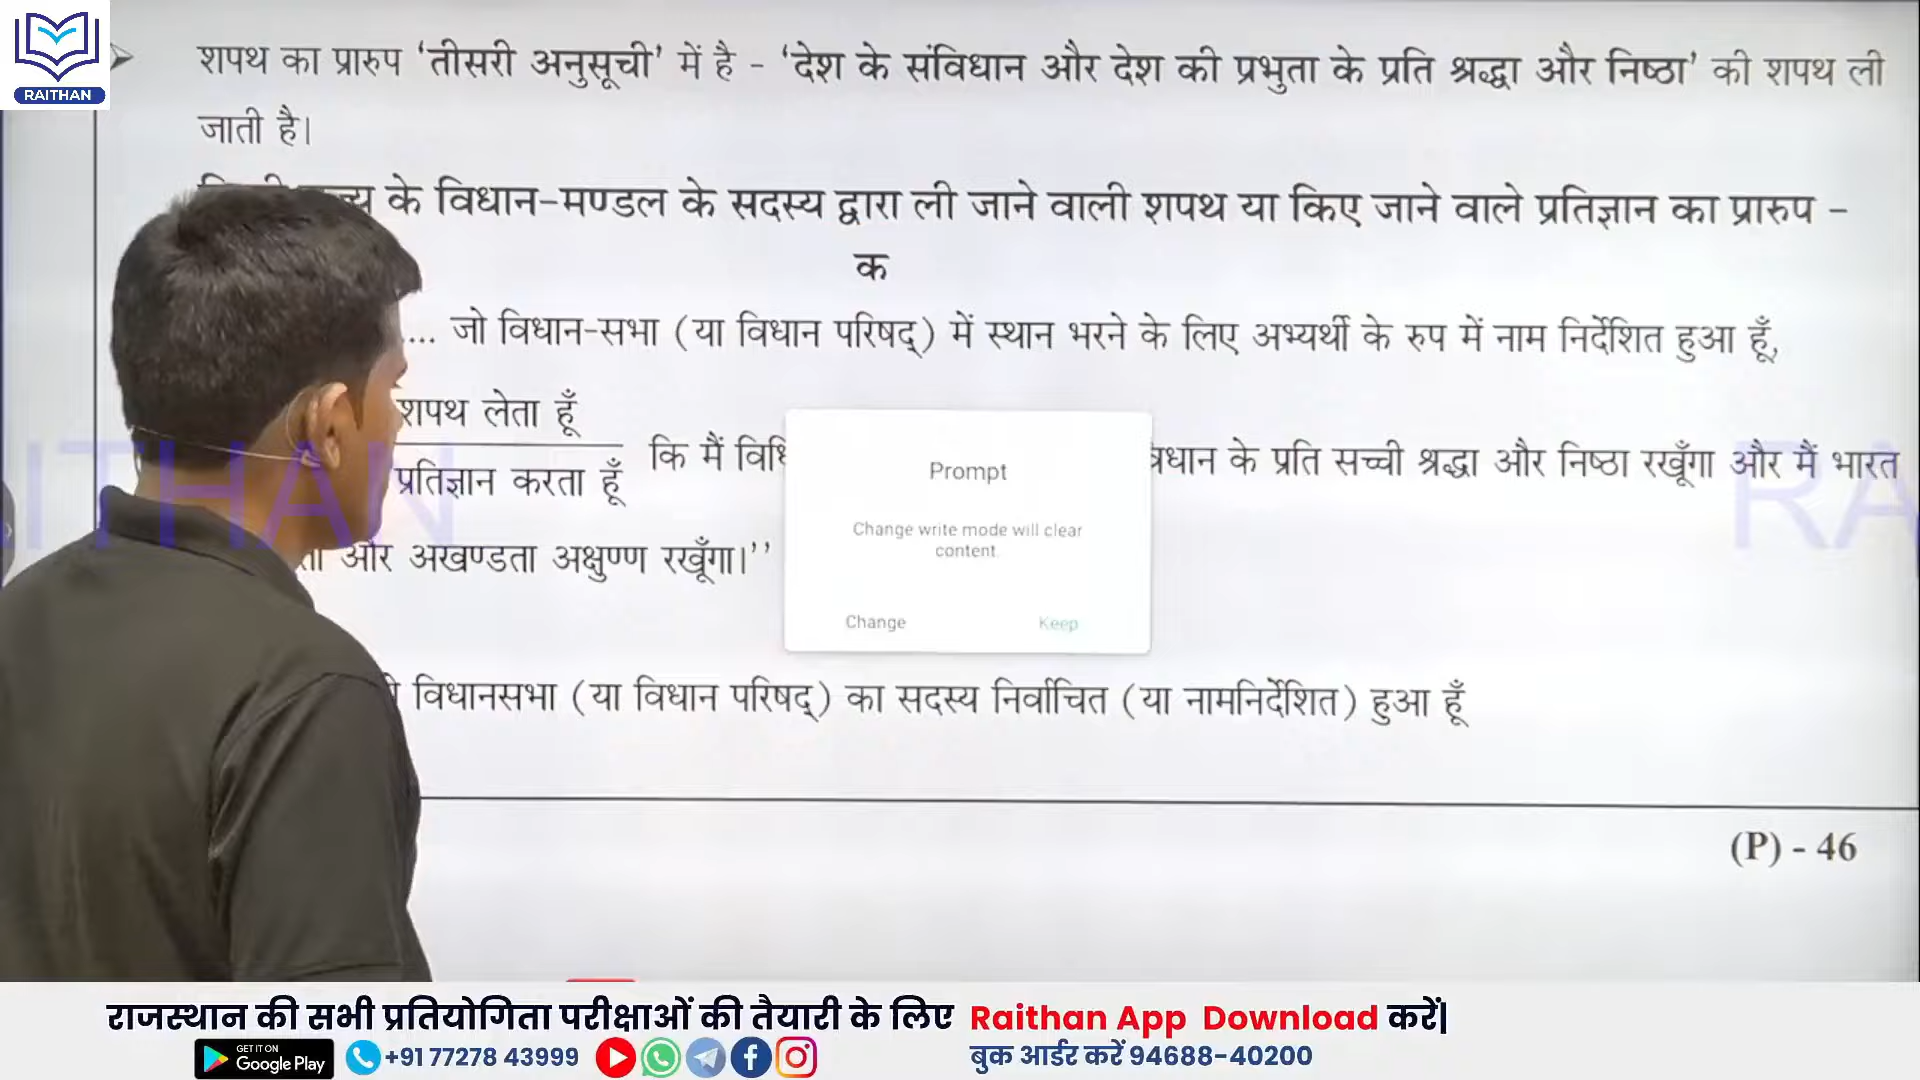 RAITHAN
शपथ का प्रारुप ‘तीसरी अनुसूची’ में है - ‘देश के संविधान और देश की प्रभुता के प्रति श्रद्धा और निष्ठा’ की शपथ ली
जाती है।
के विधान-मण्डल के सदस्य द्वारा ली जाने वाली शपथ या किए जाने वाले प्रतिज्ञान का प्रारुप -
क
.... जो विधान-सभा (या विधान परिषद्) में स्थान भरने के लिए अभ्यर्थी के रुप में नाम निर्देशित हुआ हूँ,
शपथ लेता हूँ
प्रतिज्ञान करता हूँ
कि मैं के प्रति सच्ची श्रद्धा और निष्ठा रखूँगा और मैं भारत
और अखण्डता अक्षुण्ण रखूँगा।’’
विधानसभा (या विधान परिषद्) का सदस्य निर्वाचित (या नामनिर्देशित) हुआ हूँ
Prompt
Change write mode will clear
content.
Change Keep
(P) - 46
राजस्थान की सभी प्रतियोगिता परीक्षाओं की तैयारी के लिए Raithan App Download करें|
GET IT ON
Google Play
+91 77278 43999
बुक आर्डर करें 94688-40200